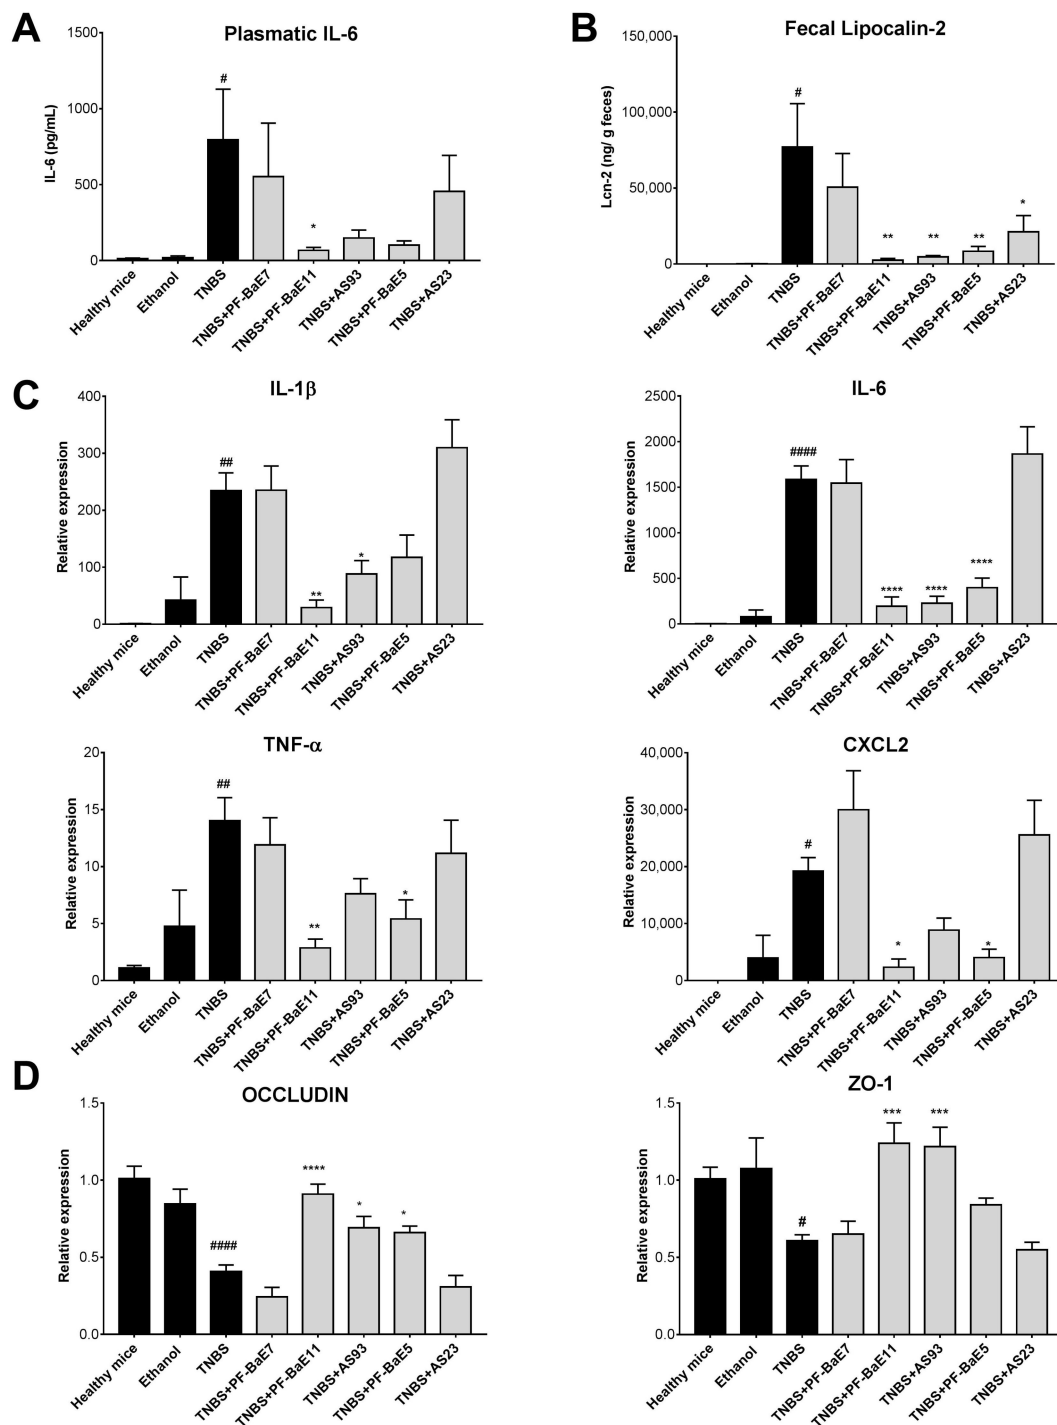 A
Plasmatic IL-6
IL-6 (pg/mL)
1500
1000
500
0
#
*
Healthy mice
Ethanol
TNBS
TNBS+PF-BaE7
TNBS+PF-BaE11
TNBS+AS93
TNBS+PF-BaE5
TNBS+AS23
B
Fecal Lipocalin-2
Lcn-2 (ng/ g feces)
150,000
100,000
50,000
0
#
**
**
**
*
Healthy mice
Ethanol
TNBS
TNBS+PF-BaE7
TNBS+PF-BaE11
TNBS+AS93
TNBS+PF-BaE5
TNBS+AS23
C
IL-1β
Relative expression
400
300
200
100
0
##
**
*
Healthy mice
Ethanol
TNBS
TNBS+PF-BaE7
TNBS+PF-BaE11
TNBS+AS93
TNBS+PF-BaE5
TNBS+AS23
IL-6
Relative expression
2500
2000
1500
1000
500
0
####
****
****
****
Healthy mice
Ethanol
TNBS
TNBS+PF-BaE7
TNBS+PF-BaE11
TNBS+AS93
TNBS+PF-BaE5
TNBS+AS23
TNF-α
Relative expression
20
15
10
5
0
##
**
*
Healthy mice
Ethanol
TNBS
TNBS+PF-BaE7
TNBS+PF-BaE11
TNBS+AS93
TNBS+PF-BaE5
TNBS+AS23
CXCL2
Relative expression
40,000
30,000
20,000
10,000
0
#
*
*
Healthy mice
Ethanol
TNBS
TNBS+PF-BaE7
TNBS+PF-BaE11
TNBS+AS93
TNBS+PF-BaE5
TNBS+AS23
D
OCCLUDIN
Relative expression
1.5
1.0
0.5
0.0
####
****
*
*
Healthy mice
Ethanol
TNBS
TNBS+PF-BaE7
TNBS+PF-BaE11
TNBS+AS93
TNBS+PF-BaE5
TNBS+AS23
ZO-1
Relative expression
1.5
1.0
0.5
0.0
#
***
***
Healthy mice
Ethanol
TNBS
TNBS+PF-BaE7
TNBS+PF-BaE11
TNBS+AS93
TNBS+PF-BaE5
TNBS+AS23